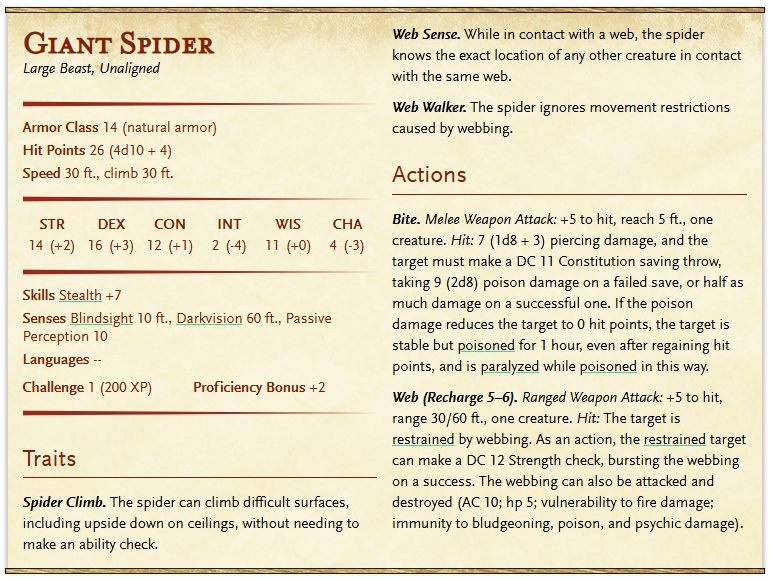 Giant Spider
Large Beast, Unaligned
Armor Class 14 (natural armor)
Hit Points 26 (4d10 + 4)
Speed 30 ft., climb 30 ft.
STR DEX CON INT WIS CHA
14 (+2) 16 (+3) 12 (+1) 2 (-4) 11 (+0) 4 (-3)
Skills Stealth +7
Senses Blindsight 10 ft., Darkvision 60 ft., Passive
Perception 10
Languages --
Challenge 1 (200 XP) Proficiency Bonus +2
Traits
Spider Climb. The spider can climb difficult surfaces,
including upside down on ceilings, without needing to
make an ability check.
Web Sense. While in contact with a web, the spider
knows the exact location of any other creature in contact
with the same web.
Web Walker. The spider ignores movement restrictions
caused by webbing.
Actions
Bite. Melee Weapon Attack: +5 to hit, reach 5 ft., one
creature. Hit: 7 (1d8 + 3) piercing damage, and the
target must make a DC 11 Constitution saving throw,
taking 9 (2d8) poison damage on a failed save, or half as
much damage on a successful one. If the poison
damage reduces the target to 0 hit points, the target is
stable but poisoned for 1 hour, even after regaining hit
points, and is paralyzed while poisoned in this way.
Web (Recharge 5–6). Ranged Weapon Attack: +5 to hit,
range 30/60 ft., one creature. Hit: The target is
restrained by webbing. As an action, the restrained target
can make a DC 12 Strength check, bursting the webbing
on a success. The webbing can also be attacked and
destroyed (AC 10; hp 5; vulnerability to fire damage;
immunity to bludgeoning, poison, and psychic damage).